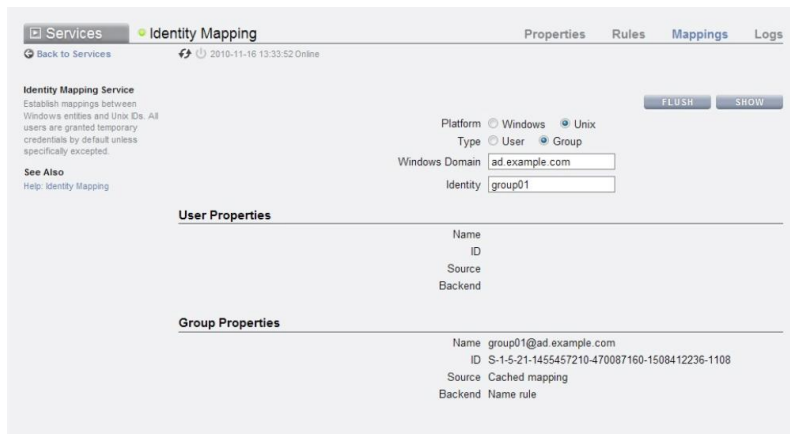 Services
Identity Mapping
Properties Rules Mappings Logs
Back to Services
2010-11-16 13:33:52 Online
Identity Mapping Service
Establish mappings between
Windows entities and Unix IDs. All
users are granted temporary
credentials by default unless
specifically excepted.
See Also
Help: Identity Mapping
FLUSH SHOW
Platform Windows Unix
Type User Group
Windows Domain ad.example.com
Identity group01
User Properties
Name
ID
Source
Backend
Group Properties
Name group01@ad.example.com
ID S-1-5-21-1455457210-470087160-1508412236-1108
Source Cached mapping
Backend Name rule